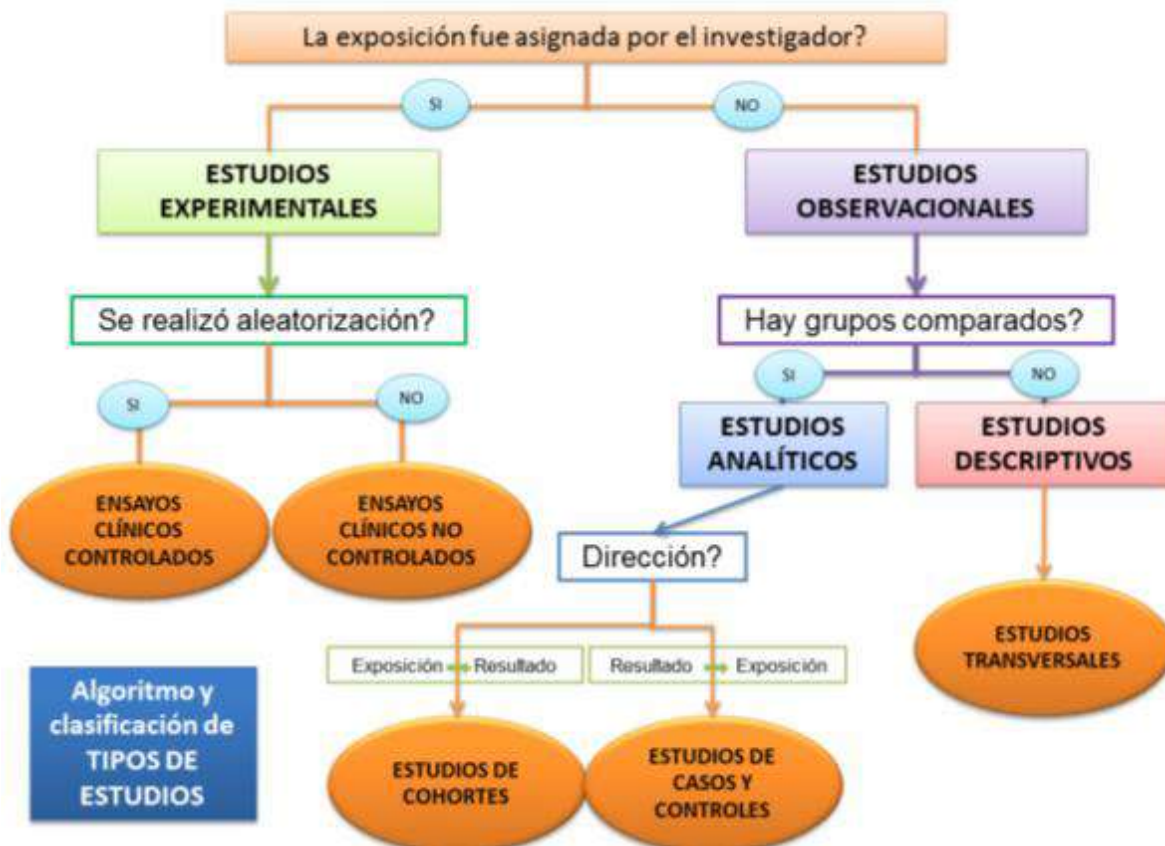 La exposición fue asignada por el investigador?
SI
NO
ESTUDIOS
EXPERIMENTALES
ESTUDIOS
OBSERVACIONALES
Se realizó aleatorización?
Hay grupos comparados?
SI
NO
SI
NO
ESTUDIOS
ANALÍTICOS
ESTUDIOS
DESCRIPTIVOS
ENSAYOS
CLÍNICOS
CONTROLADOS
ENSAYOS
CLÍNICOS NO
CONTROLADOS
Dirección?
ESTUDIOS
TRANSVERSALES
Exposición Resultado
Resultado Exposición
Algoritmo y
clasificación de
TIPOS DE
ESTUDIOS
ESTUDIOS DE
COHORTES
ESTUDIOS DE
CASOS Y
CONTROLES